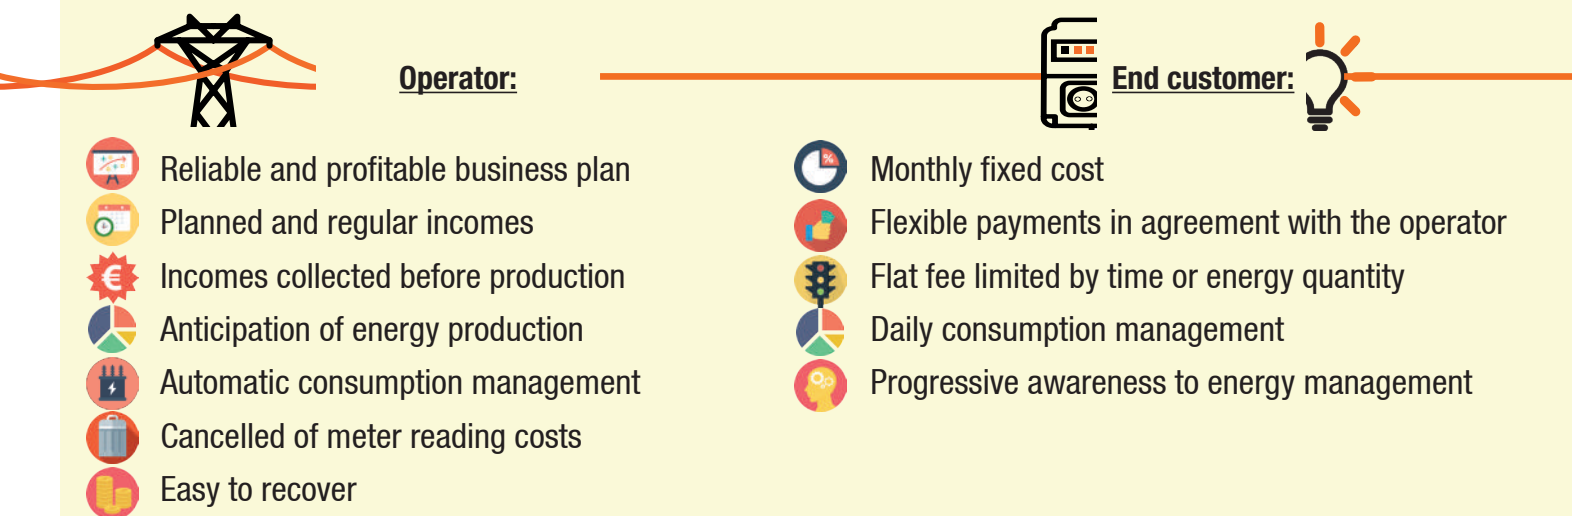 Operator:
Reliable and profitable business plan
Planned and regular incomes
€ Incomes collected before production
Anticipation of energy production
Automatic consumption management
Cancelled of meter reading costs
Easy to recover
End customer:
% Monthly fixed cost
Flexible payments in agreement with the operator
Flat fee limited by time or energy quantity
Daily consumption management
Progressive awareness to energy management